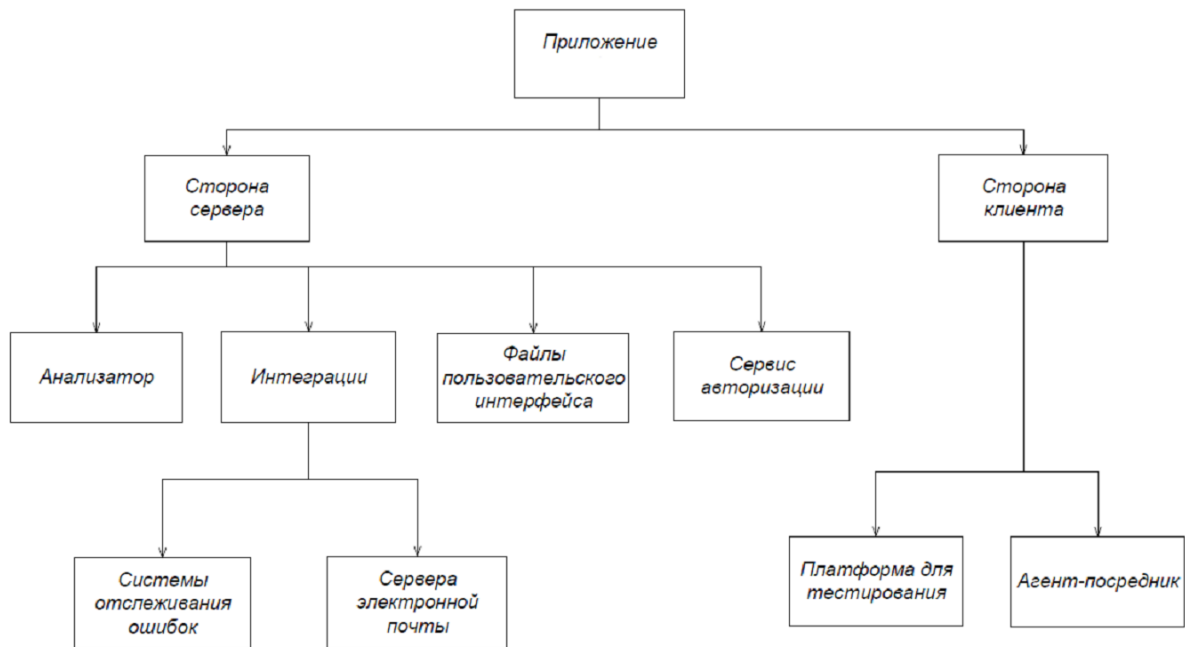 Приложение
Сторона
сервера
Сторона
клиента
Анализатор
Интеграции
Файлы
пользовательского
интерфейса
Сервис
авторизации
Системы
отслеживания
ошибок
Сервера
электронной
почты
Платформа для
тестирования
Агент-посредник